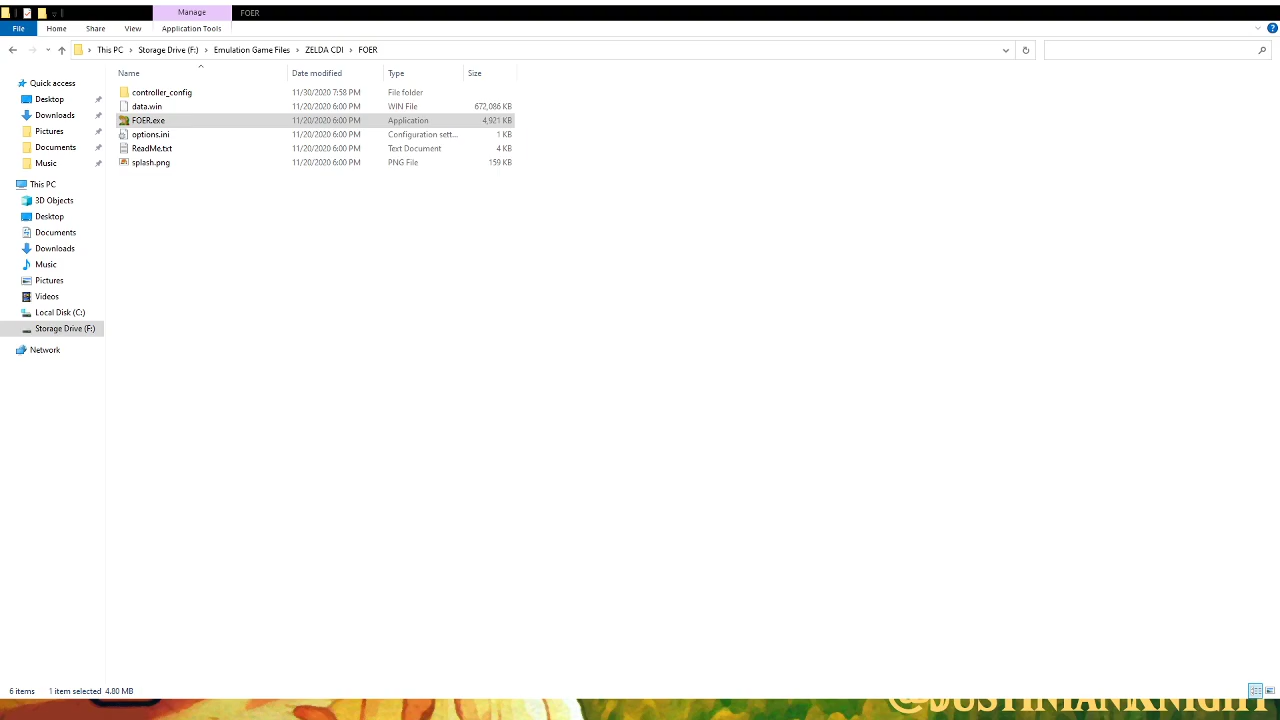 Manage FOER
File Home Share View Application Tools
This PC Storage Drive (F:) Emulation Game Files ZELDA CDI FOER
Name Date modified Type Size
controller_config 11/30/2020 7:58 PM File folder
data.win 11/20/2020 6:00 PM WIN File 672,086 KB
FOER.exe 11/20/2020 6:00 PM Application 4,921 KB
options.ini 11/20/2020 6:00 PM Configuration sett... 1 KB
ReadMe.txt 11/20/2020 6:00 PM Text Document 4 KB
splash.png 11/20/2020 6:00 PM PNG File 159 KB
Quick access
Desktop
Downloads
Pictures
Documents
Music
This PC
3D Objects
Desktop
Documents
Downloads
Music
Pictures
Videos
Local Disk (C:)
Storage Drive (F:)
Network
6 items 1 item selected 4.80 MB
@JUSTINIANKNIGHT